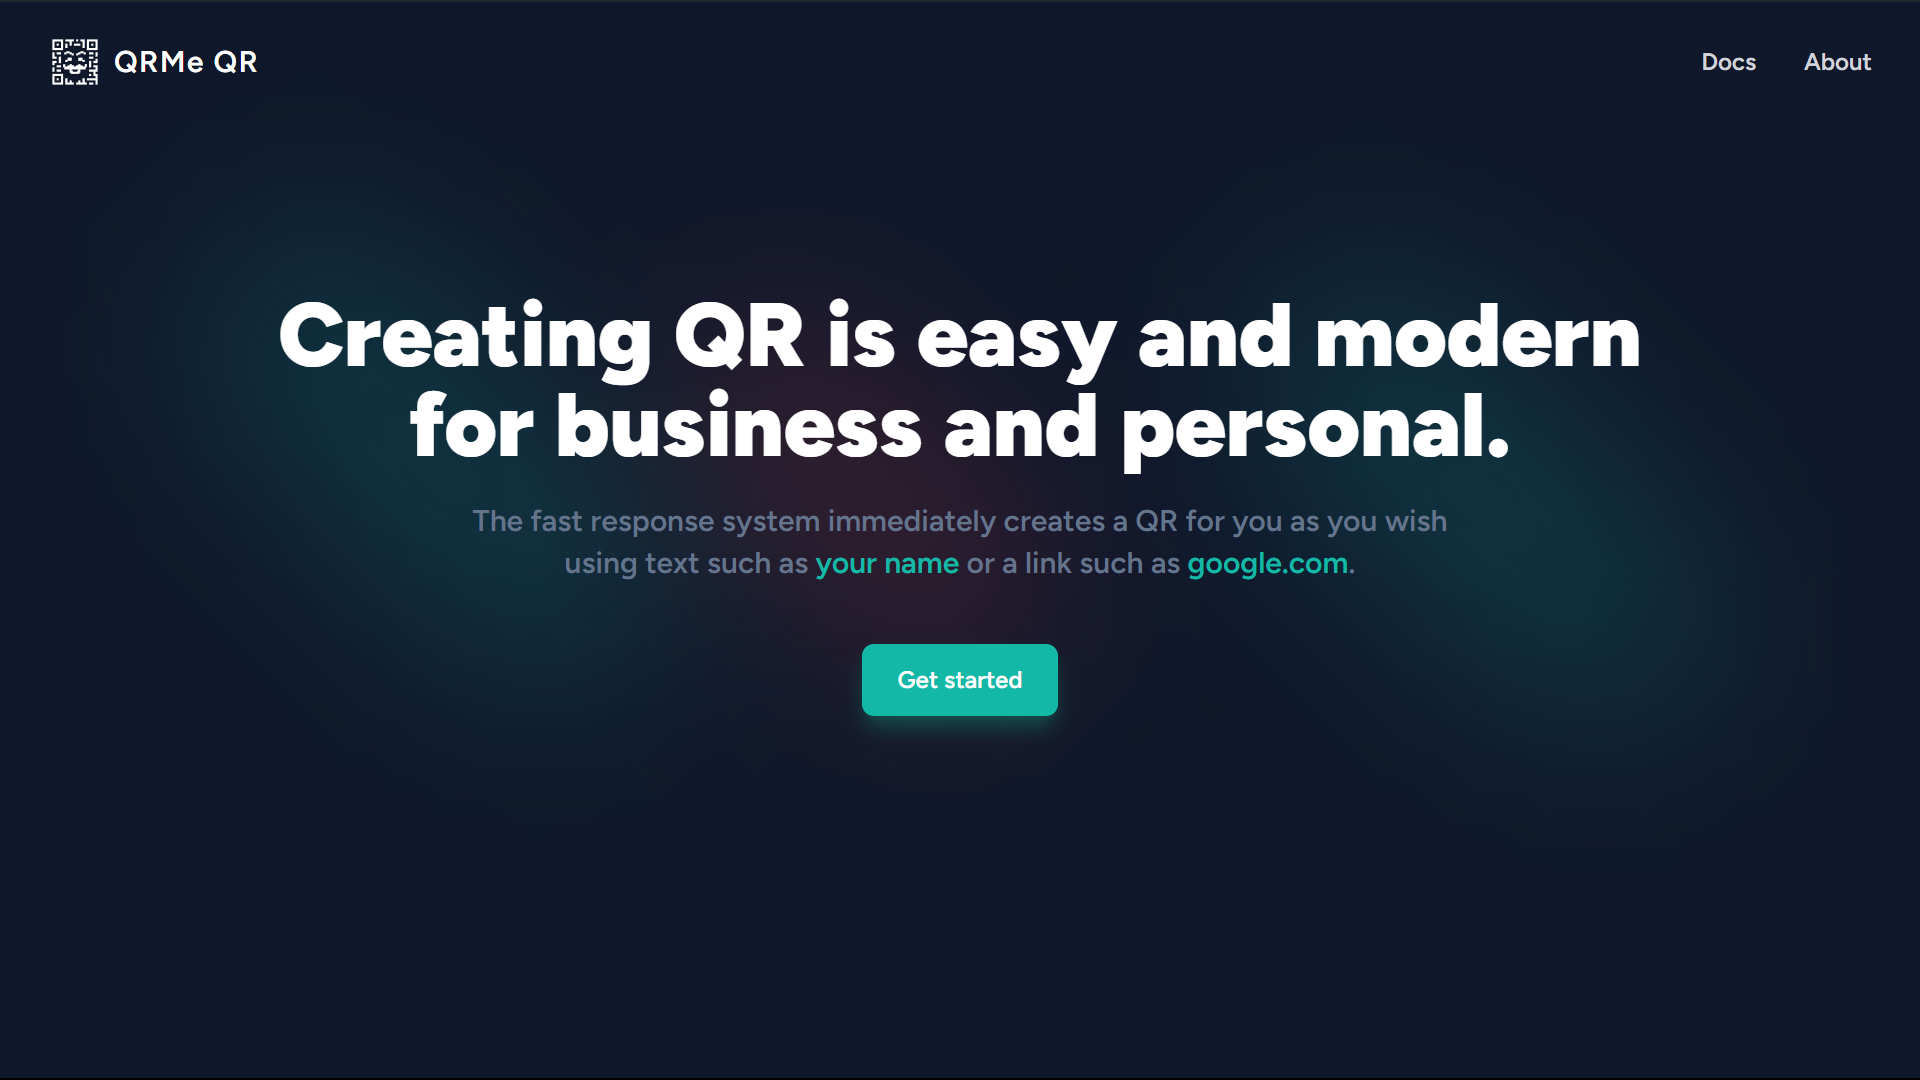 QRMe QR
Docs
About
Creating QR is easy and modern
for business and personal.
The fast response system immediately creates a QR for you as you wish
using text such as your name or a link such as google.com.
Get started